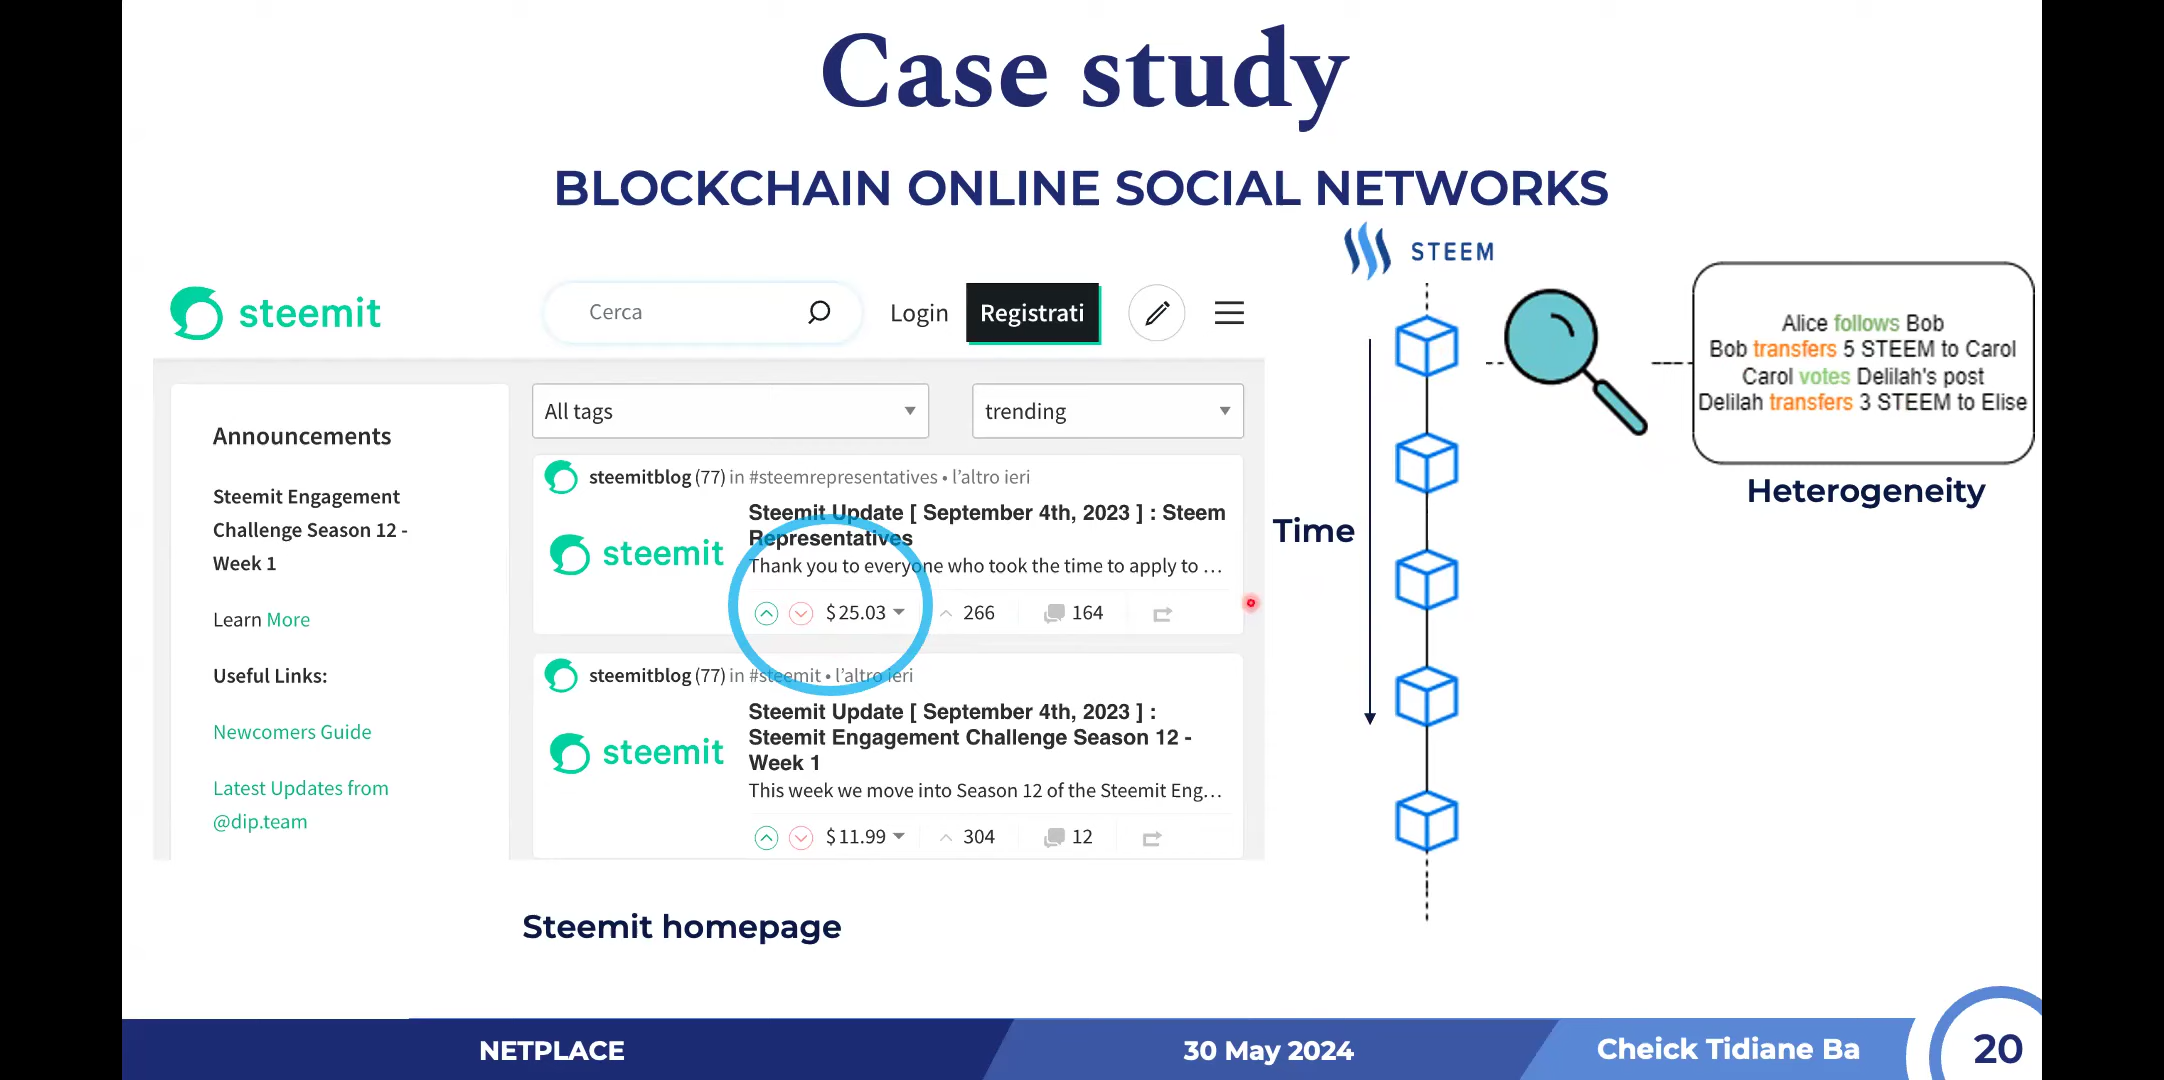 Case study
BLOCKCHAIN ONLINE SOCIAL NETWORKS
steemit
Cerca
Login
Registrati
Announcements
Steemit Engagement
Challenge Season 12 -
Week 1
Learn More
Useful Links:
Newcomers Guide
Latest Updates from
@dip.team
All tags
trending
steemitblog (77) in #steemrepresentatives • l'altro ieri
steemit
Steemit Update [ September 4th, 2023 ] : Steem
Representatives
Thank you to everyone who took the time to apply to …
$ 25.03
266
164
steemitblog (77) in #steemit • l'altro ieri
steemit
Steemit Update [ September 4th, 2023 ] :
Steemit Engagement Challenge Season 12 -
Week 1
This week we move into Season 12 of the Steemit Eng…
$ 11.99
304
12
Steemit homepage
STEEM
Time
Alice follows Bob
Bob transfers 5 STEEM to Carol
Carol votes Delilah's post
Delilah transfers 3 STEEM to Elise
Heterogeneity
NETPLACE
30 May 2024
Cheick Tidiane Ba
20